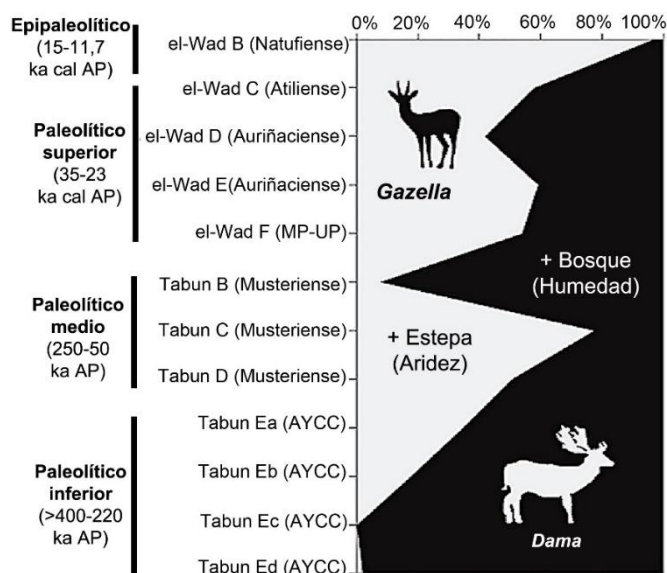 0% 20% 40% 60% 80% 100%
Epipaleolítico
(15-11,7
ka cal AP)
Paleolítico
superior
(35-23
ka cal AP)
Paleolítico
medio
(250-50
ka AP)
Paleolítico
inferior
(>400-220
ka AP)
el-Wad B (Natufiense)
el-Wad C (Atiliense)
el-Wad D (Auriñaciense)
el-Wad E(Auriñaciense)
el-Wad F (MP-UP)
Tabun B (Musteriense)
Tabun C (Musteriense)
Tabun D (Musteriense)
Tabun Ea (AYCC)
Tabun Eb (AYCC)
Tabun Ec (AYCC)
Tabun Ed (AYCC)
Gazella
+ Bosque
(Humedad)
+ Estepa
(Aridez)
Dama